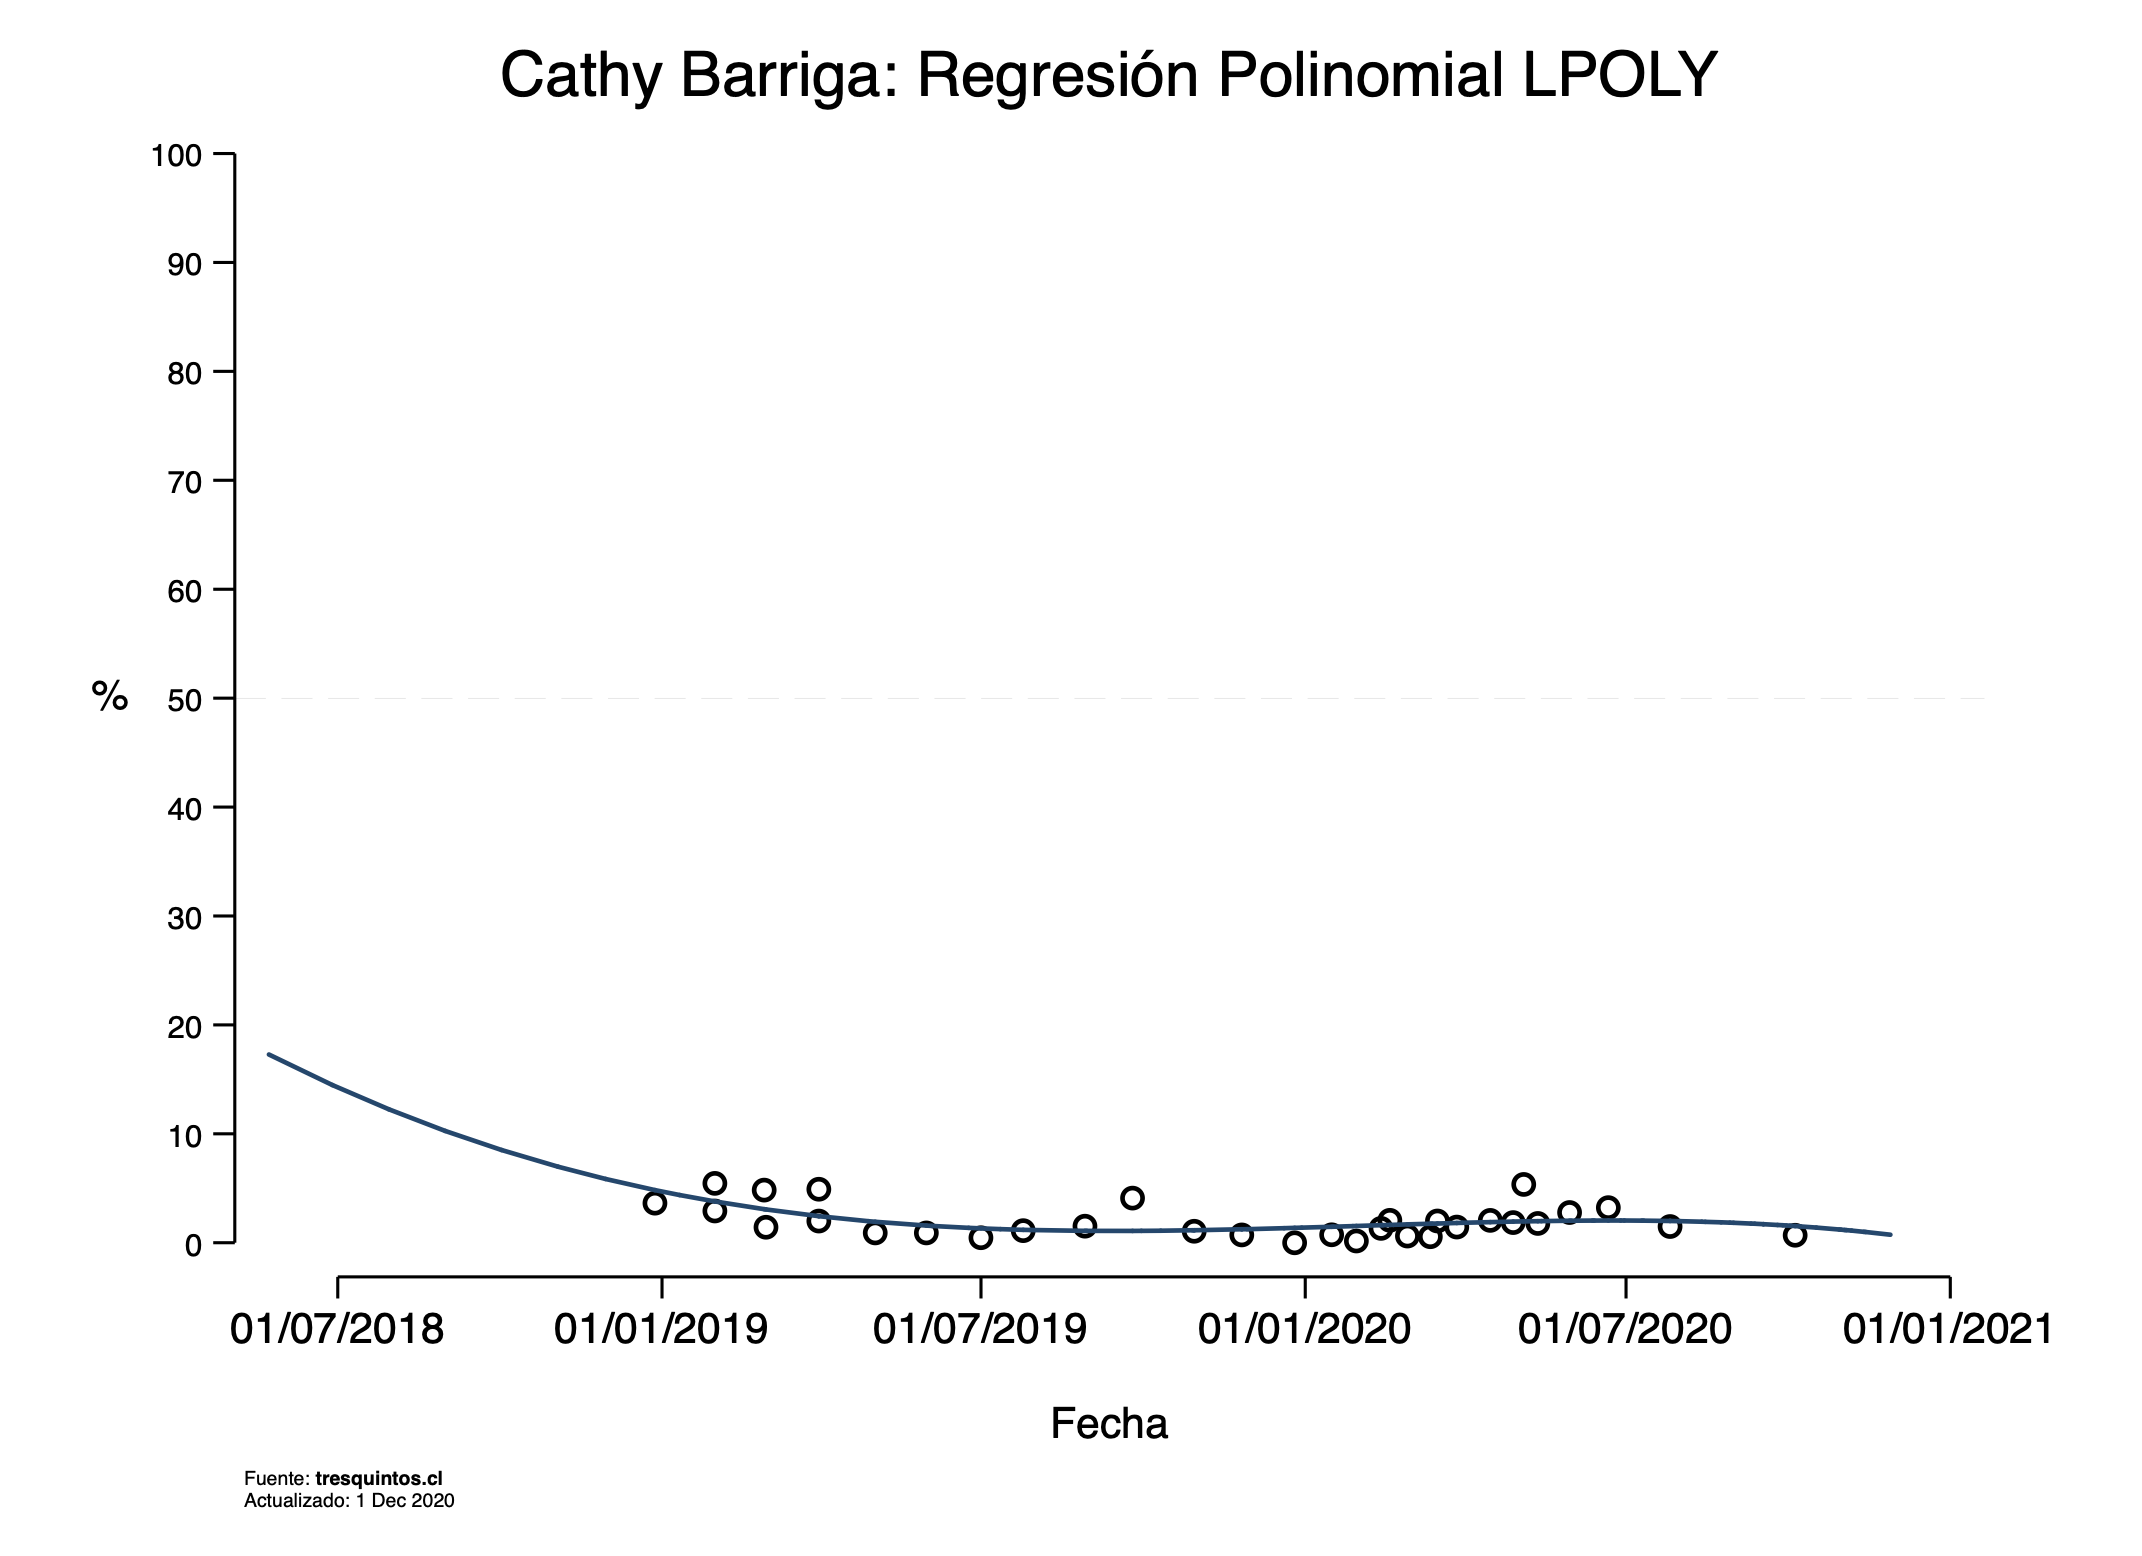 Cathy Barriga: Regresión Polinomial LPOLY
100
90
80
70
60
% 50
40
30
20
10
0
01/07/2018 01/01/2019 01/07/2019 01/01/2020 01/07/2020 01/01/2021
Fecha
Fuente: tresquintos.cl
Actualizado: 1 Dec 2020